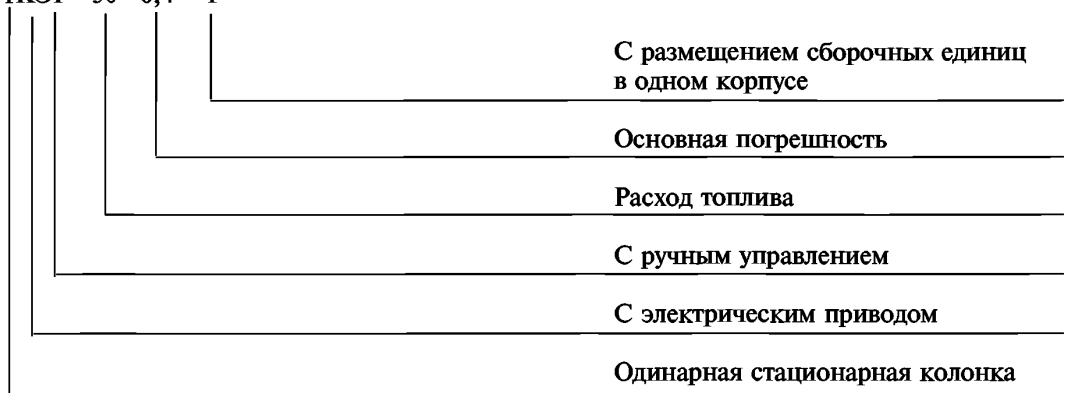 С размещением сборочных единиц
в одном корпусе
Основная погрешность
Расход топлива
С ручным управлением
С электрическим приводом
Одинарная стационарная колонка